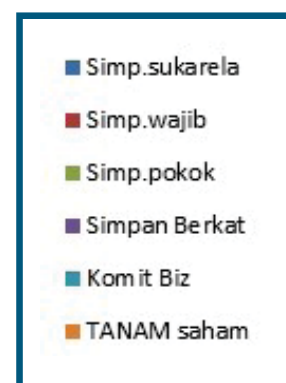 Simp.sukarela
Simp.wajib
Simp.pokok
Simpan Berkat
Komit Biz
TANAM saham